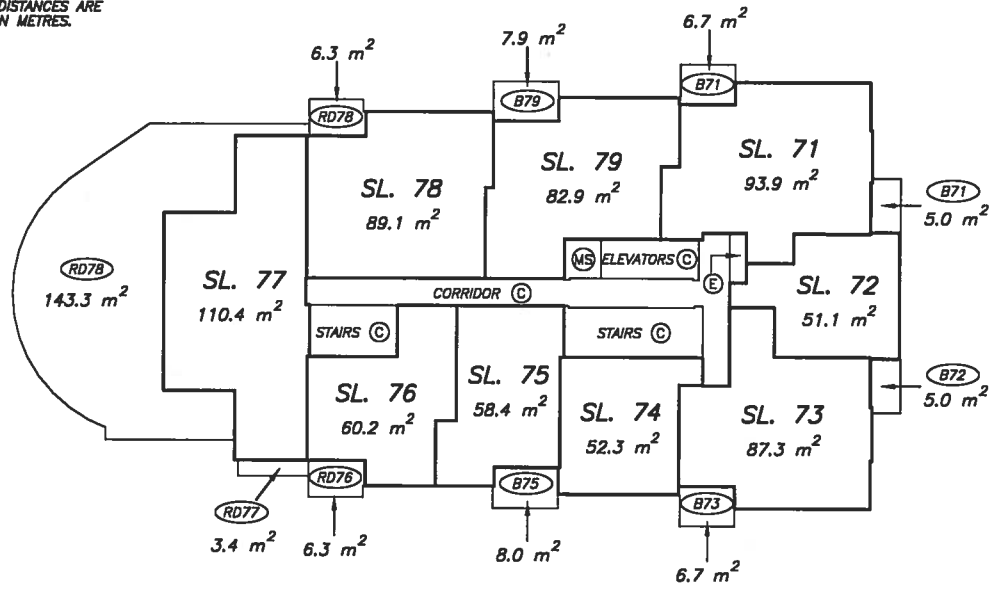 DISTANCES ARE
N METRES.
6.3 m²
7.9 m²
6.7 m²
RD78
B79
B71
SL. 78
89.1 m²
SL. 79
82.9 m²
SL. 71
93.9 m²
B71
5.0 m²
RD78
143.3 m²
SL. 77
110.4 m²
MS
ELEVATORS C
E
SL. 72
51.1 m²
CORRIDOR C
STAIRS C
STAIRS C
SL. 76
60.2 m²
SL. 75
58.4 m²
SL. 74
52.3 m²
SL. 73
87.3 m²
B72
5.0 m²
RD76
B75
B73
RD77
3.4 m²
6.3 m²
8.0 m²
6.7 m²